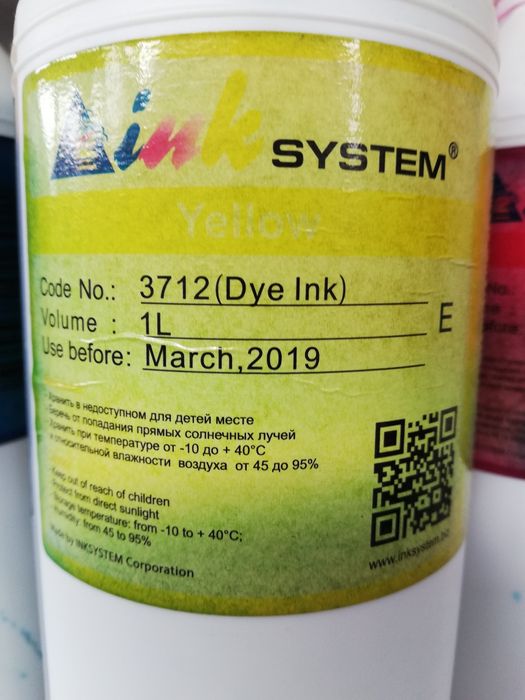 ink SYSTEM®
Yellow
Code No.: 3712(Dye Ink)
Volume : 1L
E
Use before: March,2019
- Хранить в недоступном для детей месте
- Беречь от попадания прямых солнечных лучей
- Хранить при температуре от -10 до + 40°C
и относительной влажности воздуха от 45 до 95%
- Keep out of reach of children
- Protect from direct sunlight
- Storage temperature: from -10 to + 40°C;
- Humidity: from 45 to 95%
Made by INKSYSTEM Corporation
www.inksystem.biz